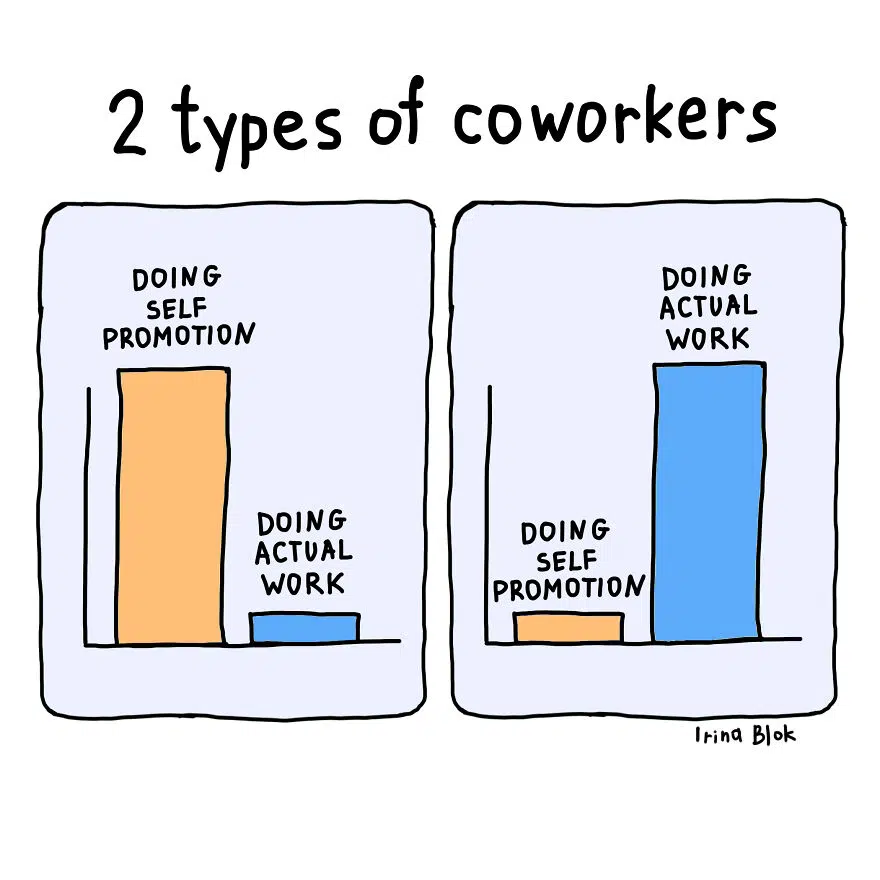 2 types of coworkers
DOING
SELF
PROMOTION
DOING
ACTUAL
WORK
DOING
SELF
PROMOTION
DOING
ACTUAL
WORK
Irina Blok